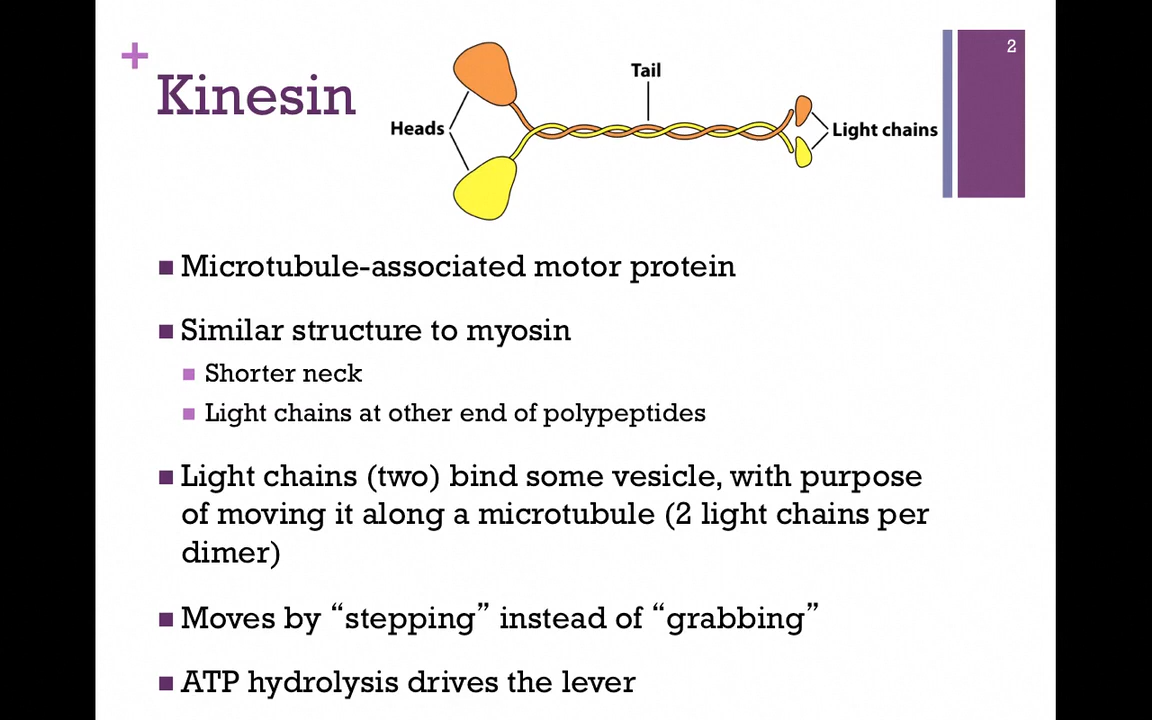 2
+
Kinesin
Tail
Heads
Light chains
Microtubule-associated motor protein
Similar structure to myosin
Shorter neck
Light chains at other end of polypeptides
Light chains (two) bind some vesicle, with purpose
of moving it along a microtubule (2 light chains per
dimer)
Moves by “stepping” instead of “grabbing”
ATP hydrolysis drives the lever